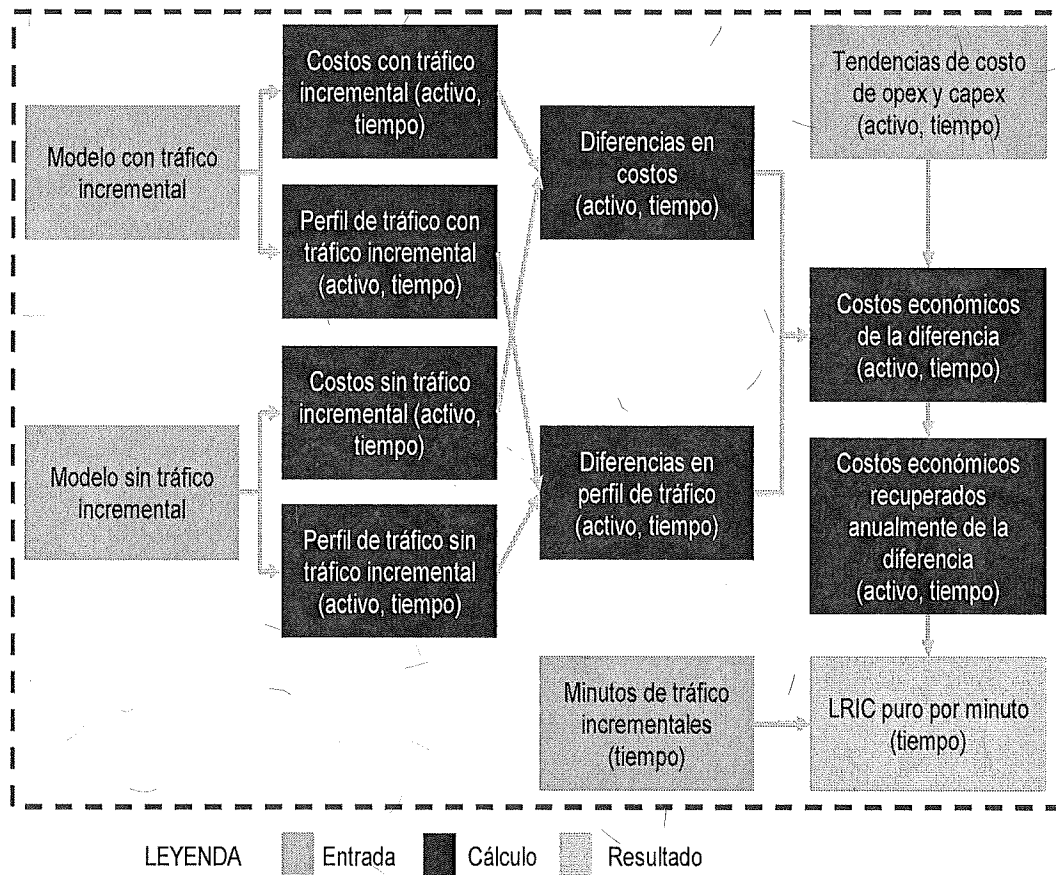 Costos con tráfico
incremental (activo,
tiempo)
Tendencias de costo
de opex y capex
(activo, tiempo)
Modelo con tráfico
incremental
Diferencias en
costos
(activo, tiempo)
Perfil de tráfico con
tráfico incremental
(activo, tiempo)
Costos económicos
de la diferencia
(activo, tiempo)
Costos sin tráfico
incremental (activo,
tiempo)
Modelo sin tráfico
incremental
Diferencias en
perfil de tráfico
(activo, tiempo)
Costos económicos
recuperados
anualmente de la
diferencia
(activo, tiempo)
Perfil de tráfico sin
tráfico incremental
(activo, tiempo)
Minutos de tráfico
incrementales
(tiempo)
LRIC puro por minuto
(tiempo)
LEYENDA
Entrada
Cálculo
Resultado